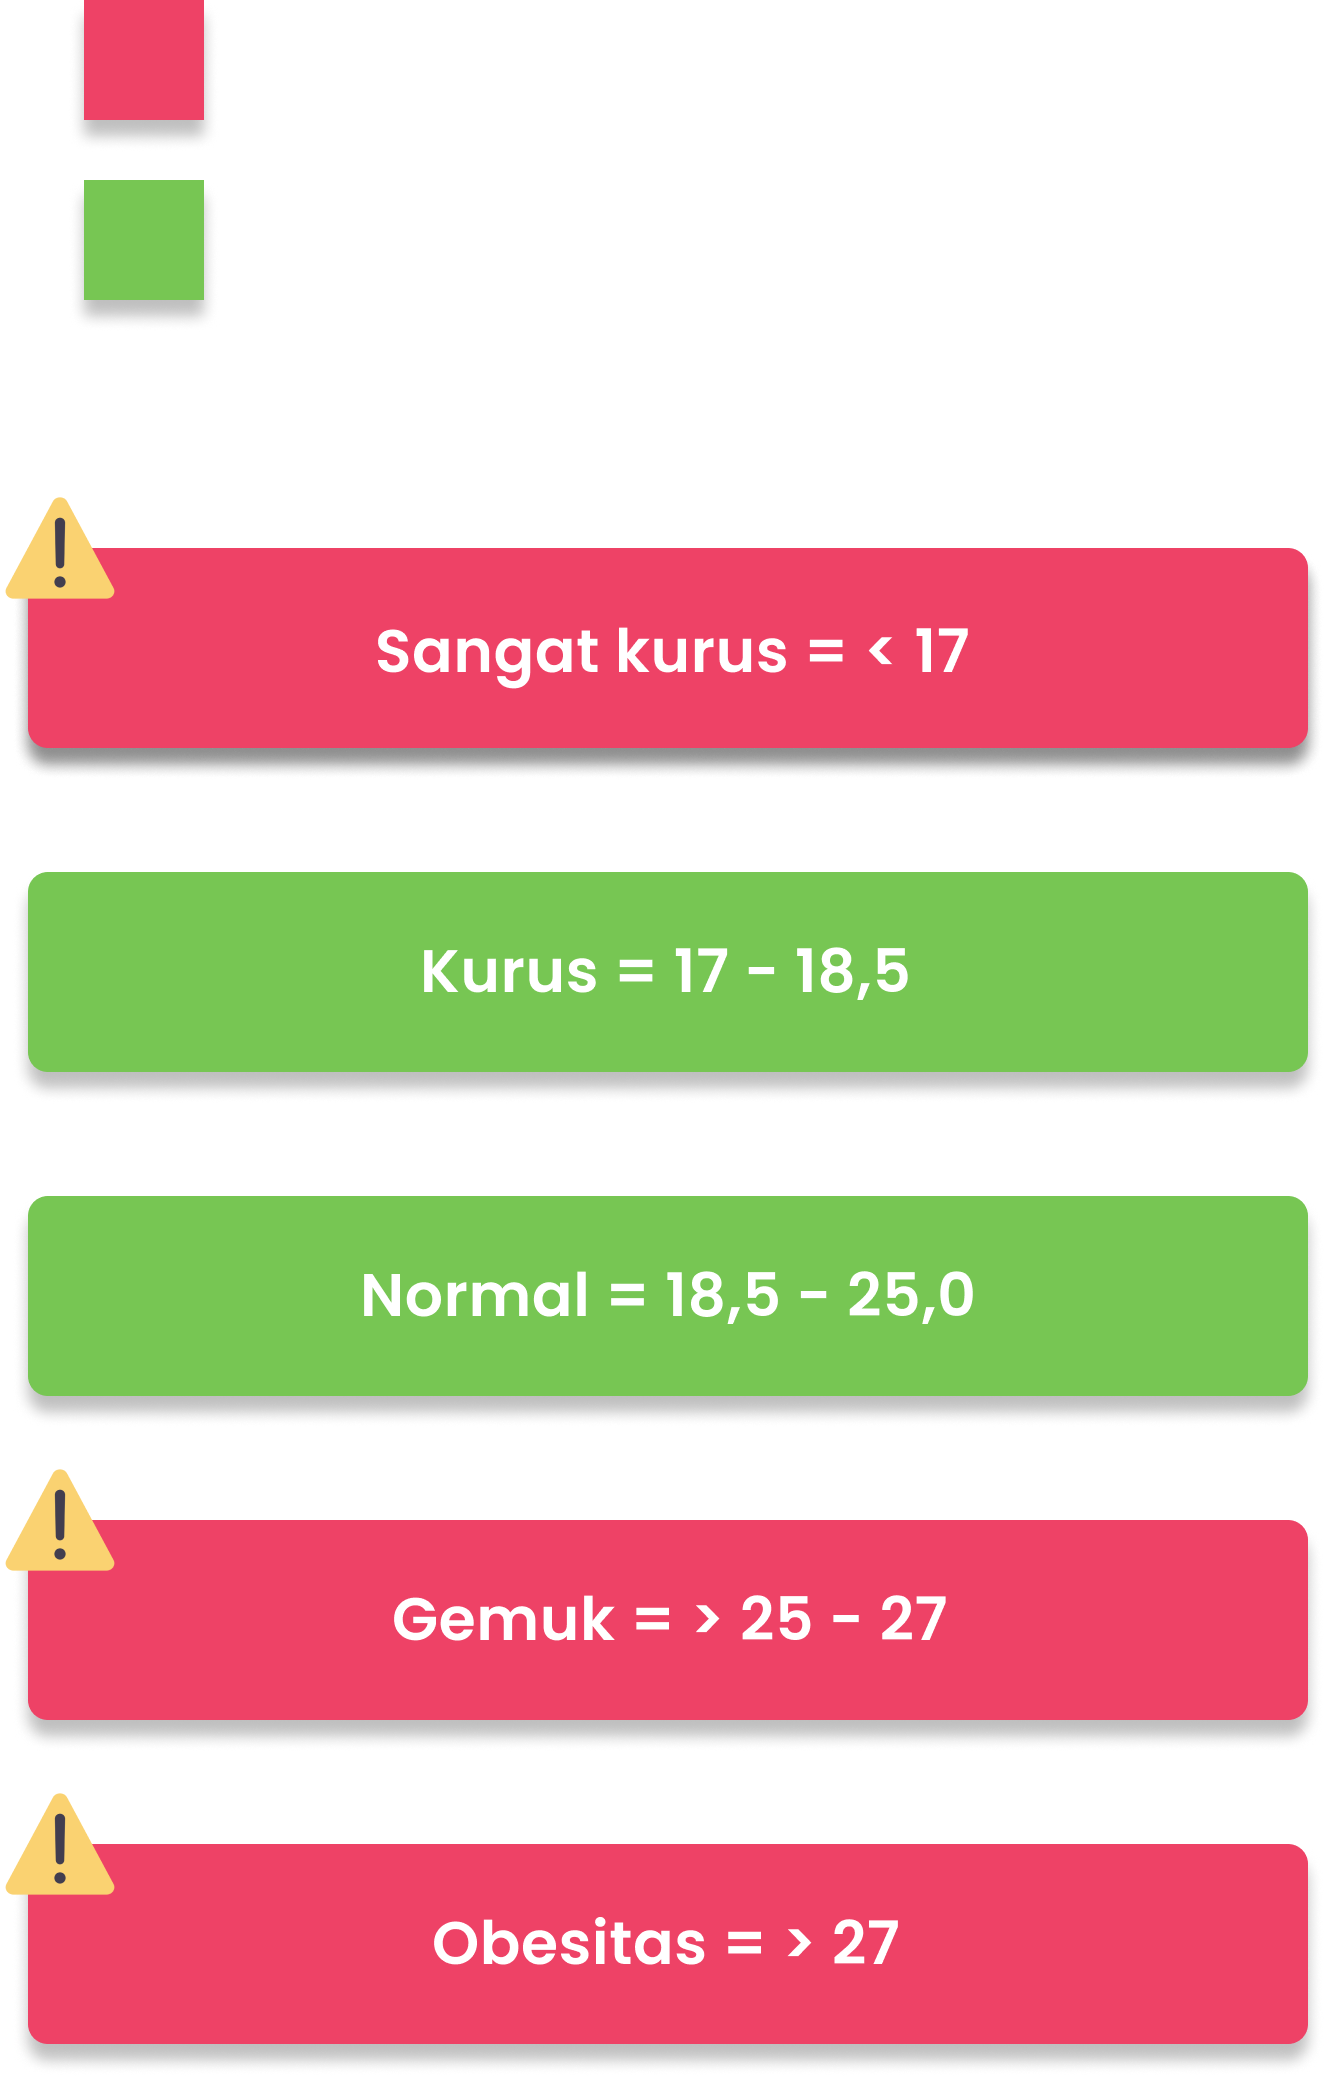 Sangat kurus = < 17
Kurus = 17 - 18,5
Normal = 18,5 - 25,0
Gemuk = > 25 - 27
Obesitas = > 27